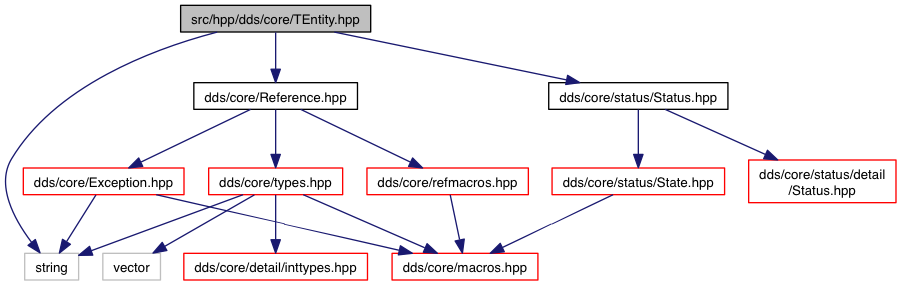 src/hpp/dds/core/TEntity.hpp
dds/core/Reference.hpp
dds/core/status/Status.hpp
dds/core/Exception.hpp
dds/core/types.hpp
dds/core/refmacros.hpp
dds/core/status/State.hpp
dds/core/status/detail
/Status.hpp
string
vector
dds/core/detail/inttypes.hpp
dds/core/macros.hpp